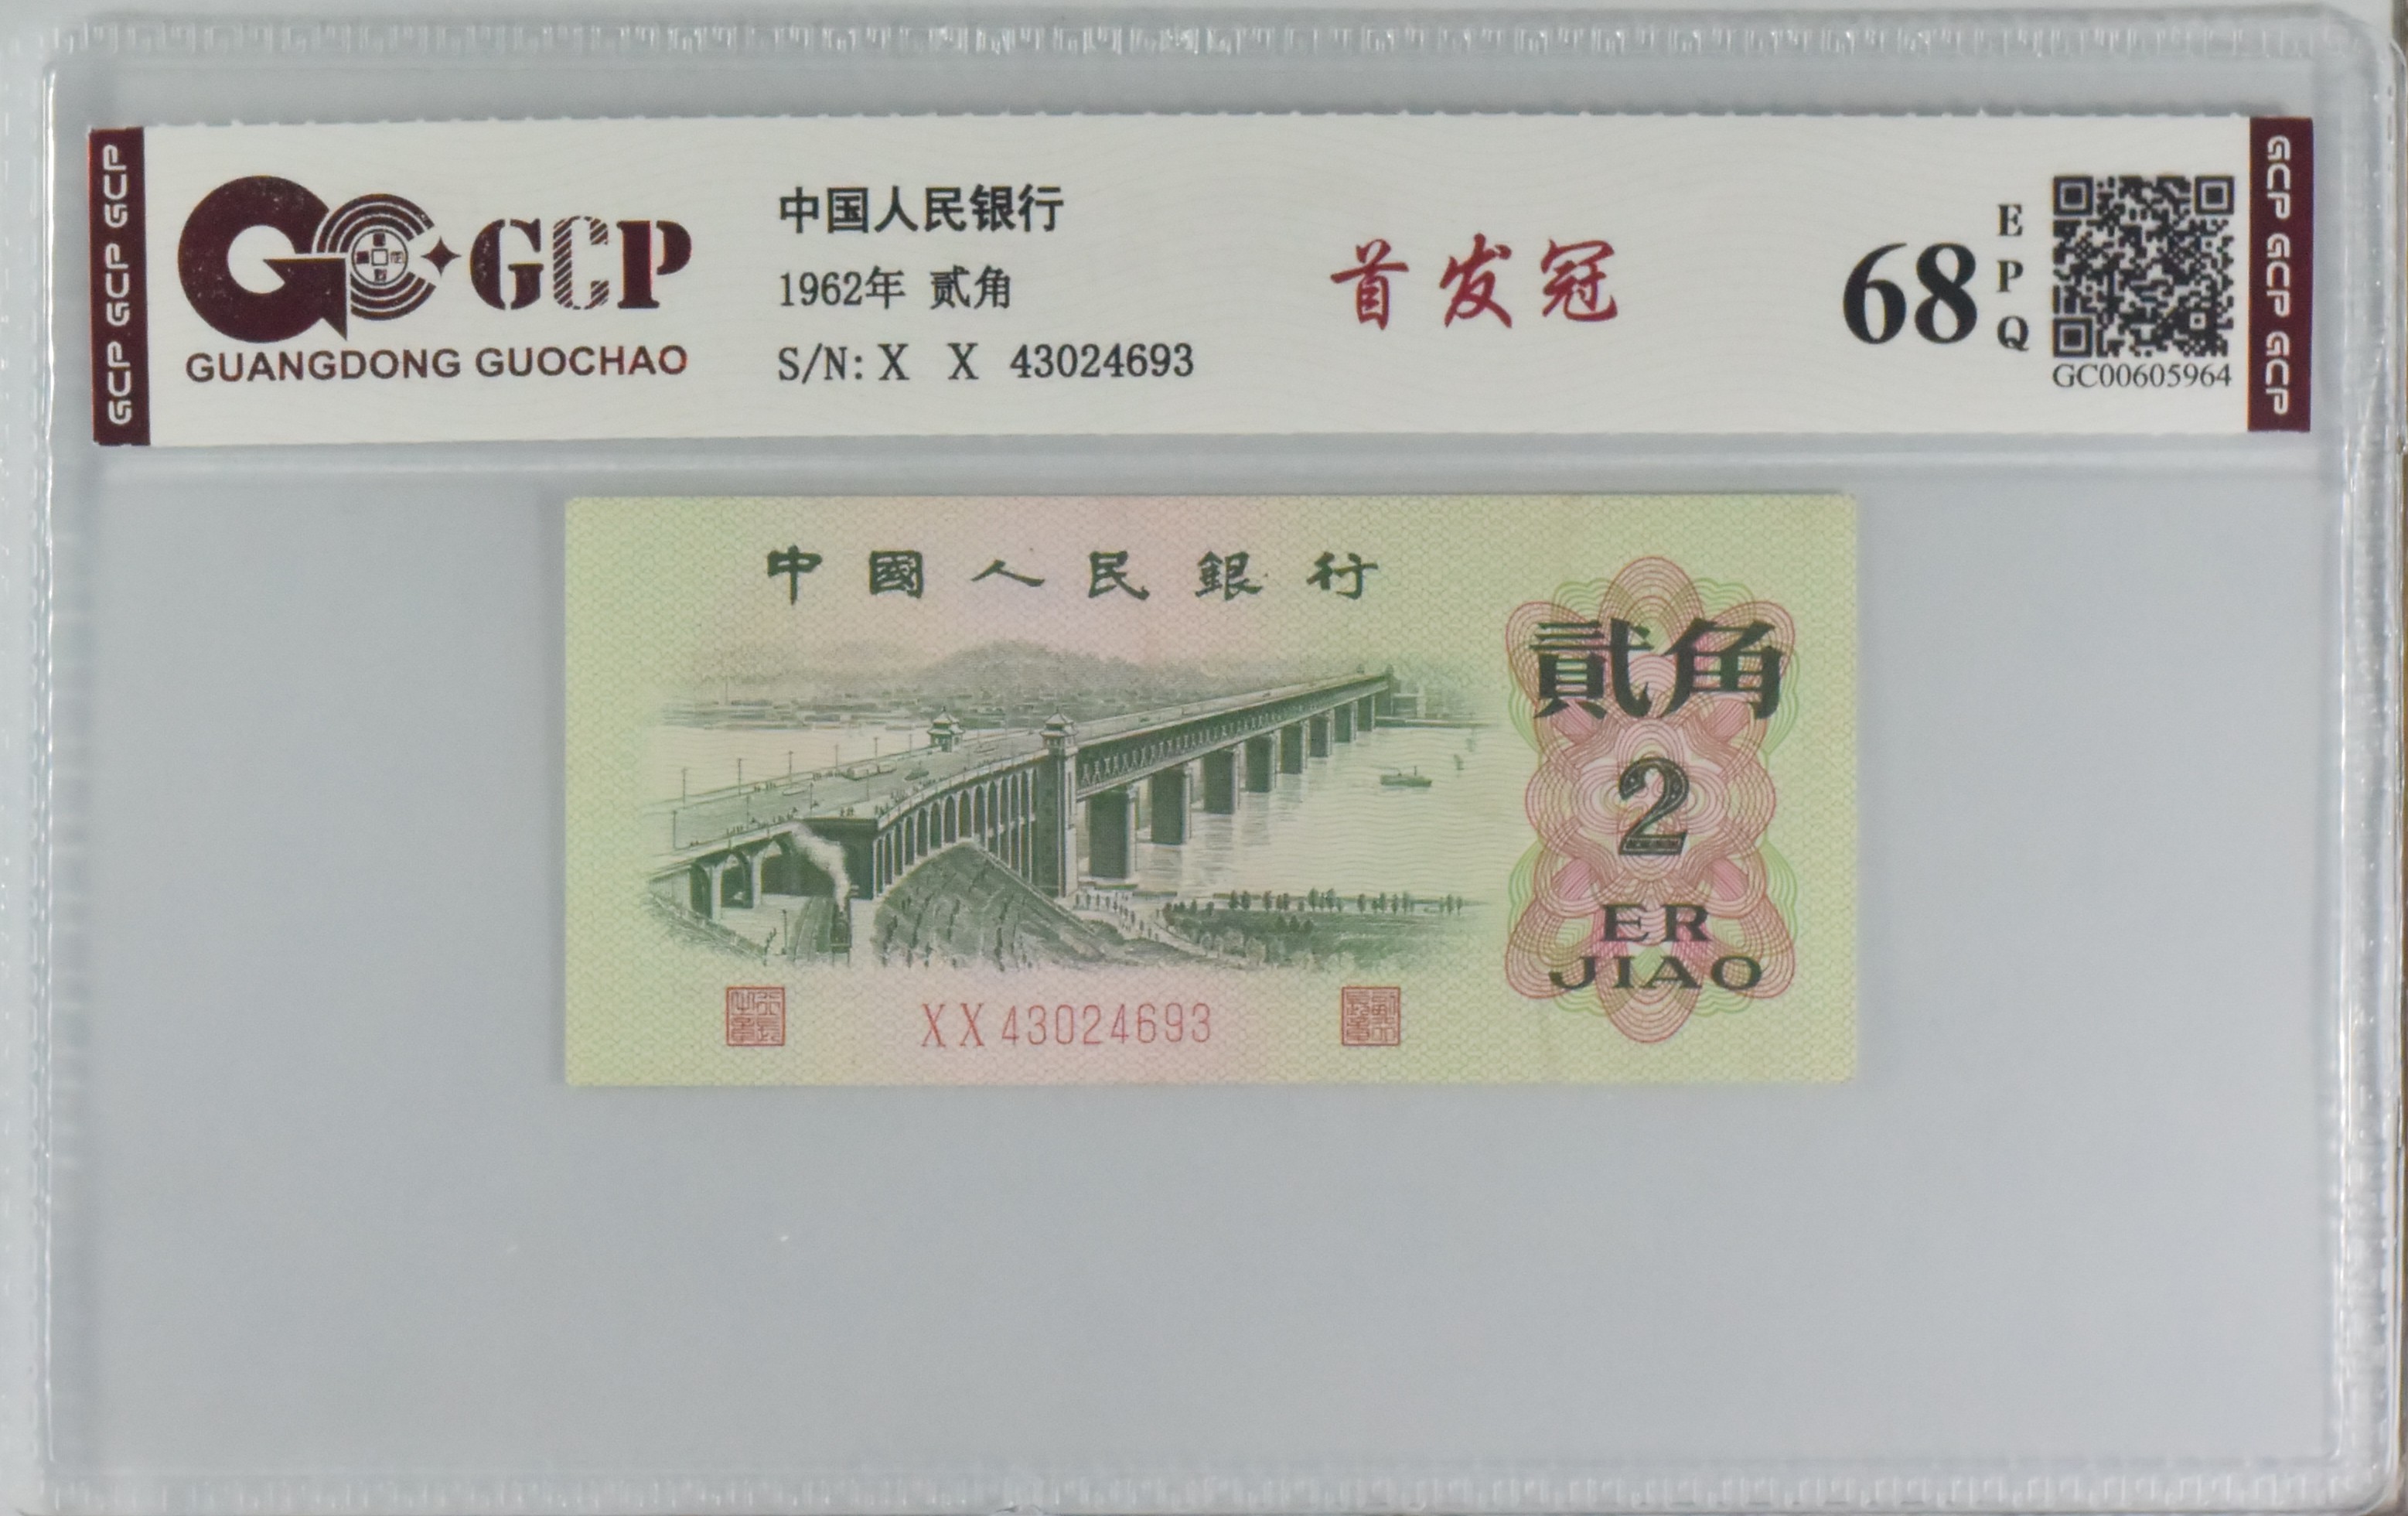 GCP GCP GCP
GCP
GUANGDONG GUOCHAO
中国人民银行
1962年 贰角
S/N: X X 43024693
首发冠
68
EPQ
GC00605964
GCP GCP GCP
中國人民銀行
貳角
2
ER
JIAO
XX43024693